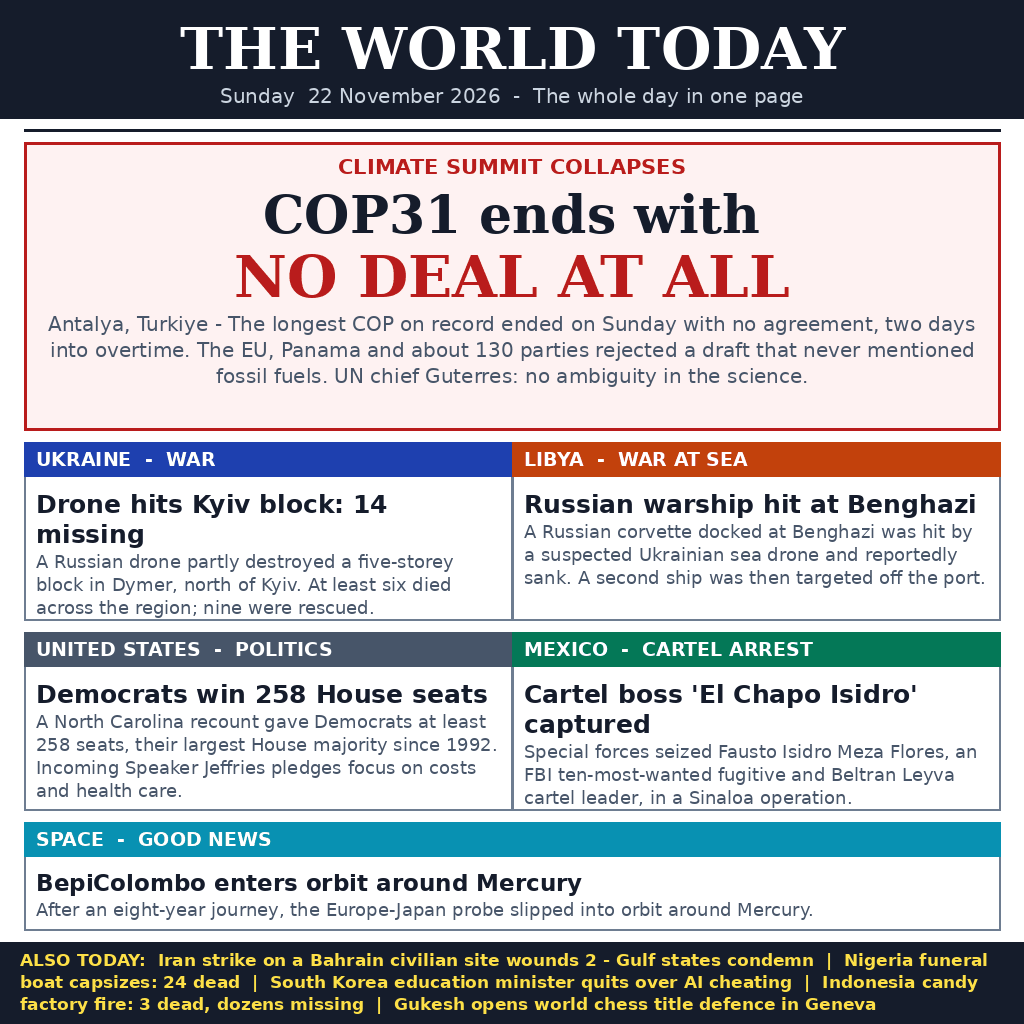 THE WORLD TODAY
Sunday  22 November 2026  -  The whole day in one page
CLIMATE SUMMIT COLLAPSES
COP31 ends with
NO DEAL AT ALL
Antalya, Turkiye - The longest COP on record ended on Sunday with no agreement, two days
into overtime. The EU, Panama and about 130 parties rejected a draft that never mentioned
fossil fuels. UN chief Guterres: no ambiguity in the science.
UKRAINE  -  WAR
Drone hits Kyiv block: 14
missing
A Russian drone partly destroyed a five-storey
block in Dymer, north of Kyiv. At least six died
across the region; nine were rescued.
LIBYA  -  WAR AT SEA
Russian warship hit at Benghazi
A Russian corvette docked at Benghazi was hit by
a suspected Ukrainian sea drone and reportedly
sank. A second ship was then targeted off the port.
UNITED STATES  -  POLITICS
Democrats win 258 House seats
A North Carolina recount gave Democrats at least
258 seats, their largest House majority since 1992.
Incoming Speaker Jeffries pledges focus on costs
and health care.
MEXICO  -  CARTEL ARREST
Cartel boss 'El Chapo Isidro'
captured
Special forces seized Fausto Isidro Meza Flores, an
FBI ten-most-wanted fugitive and Beltran Leyva
cartel leader, in a Sinaloa operation.
SPACE  -  GOOD NEWS
BepiColombo enters orbit around Mercury
After an eight-year journey, the Europe-Japan probe slipped into orbit around Mercury.
ALSO TODAY:  Iran strike on a Bahrain civilian site wounds 2 - Gulf states condemn  |  Nigeria funeral
boat capsizes: 24 dead  |  South Korea education minister quits over AI cheating  |  Indonesia candy
factory fire: 3 dead, dozens missing  |  Gukesh opens world chess title defence in Geneva